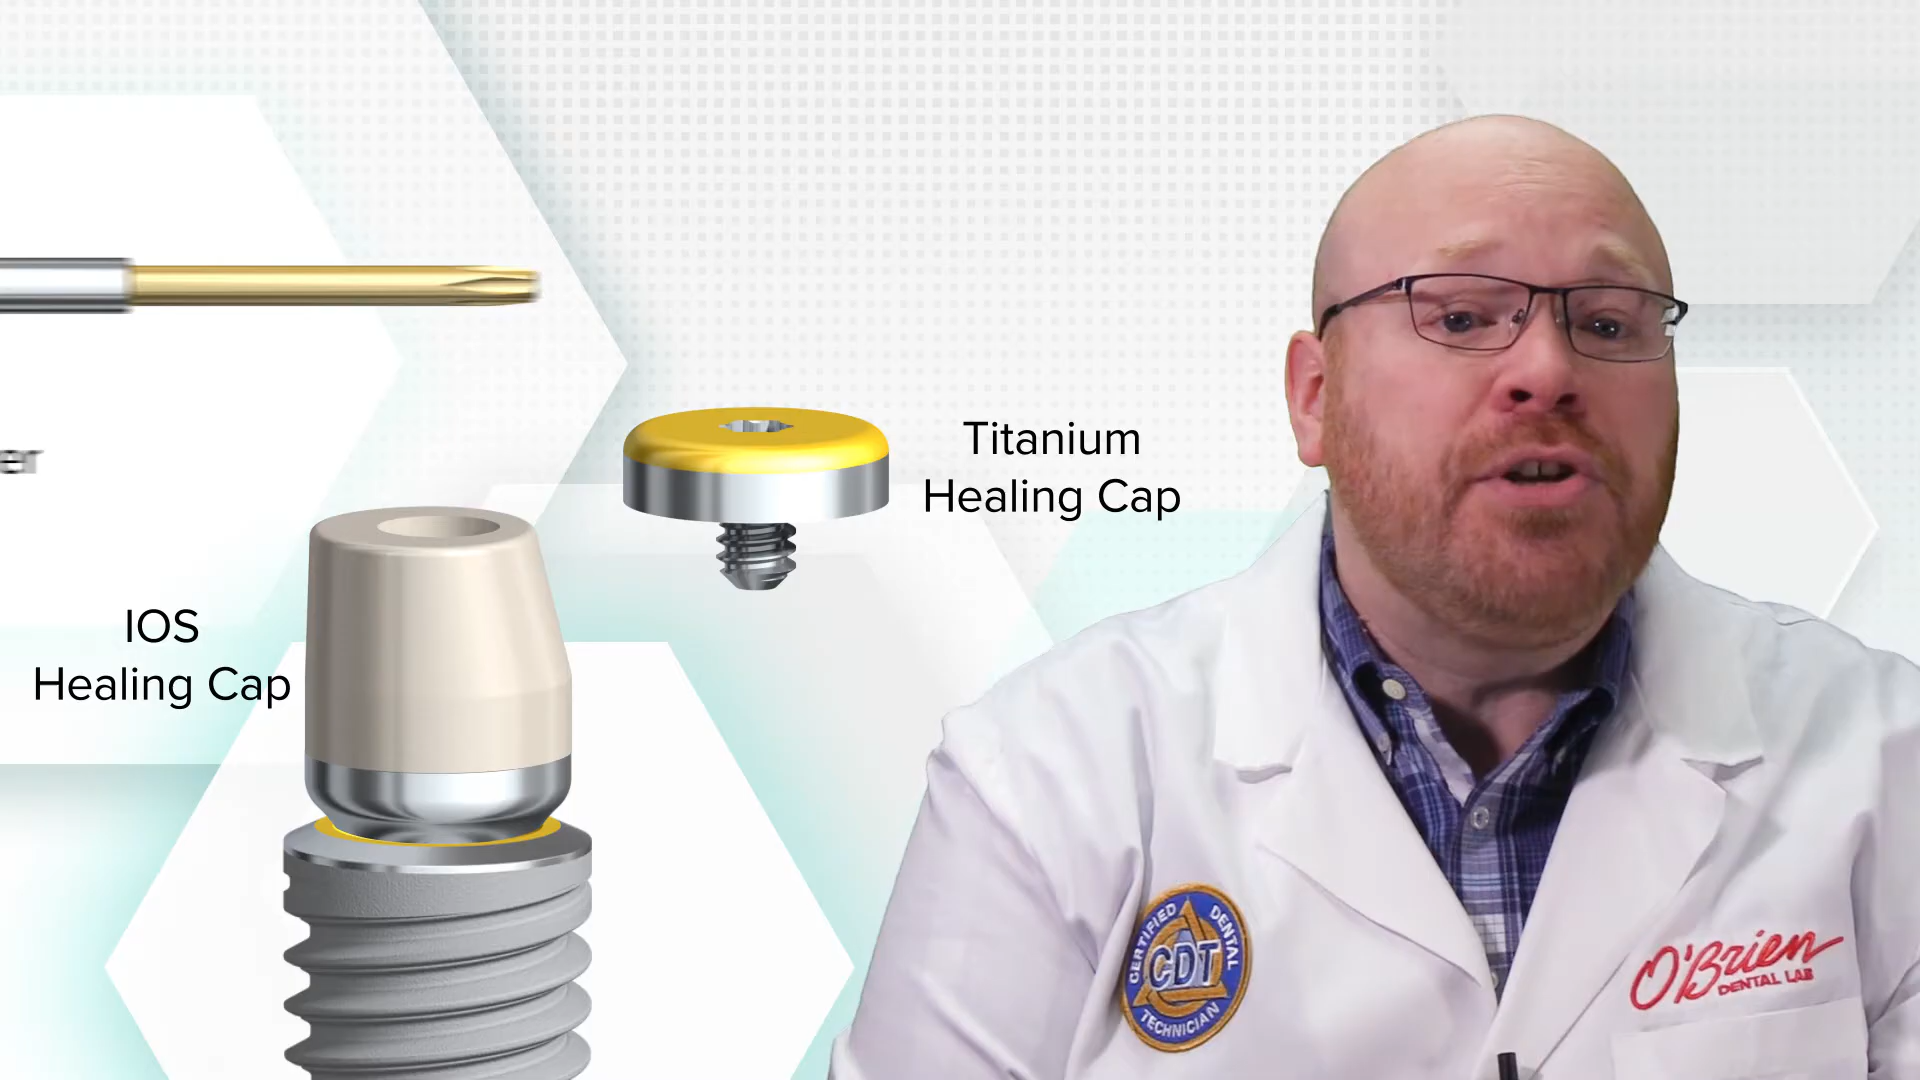 Titanium
Healing Cap
IOS
Healing Cap
CERTIFIED DENTAL
CDT
TECHNICIAN
O'Brien
DENTAL LAB